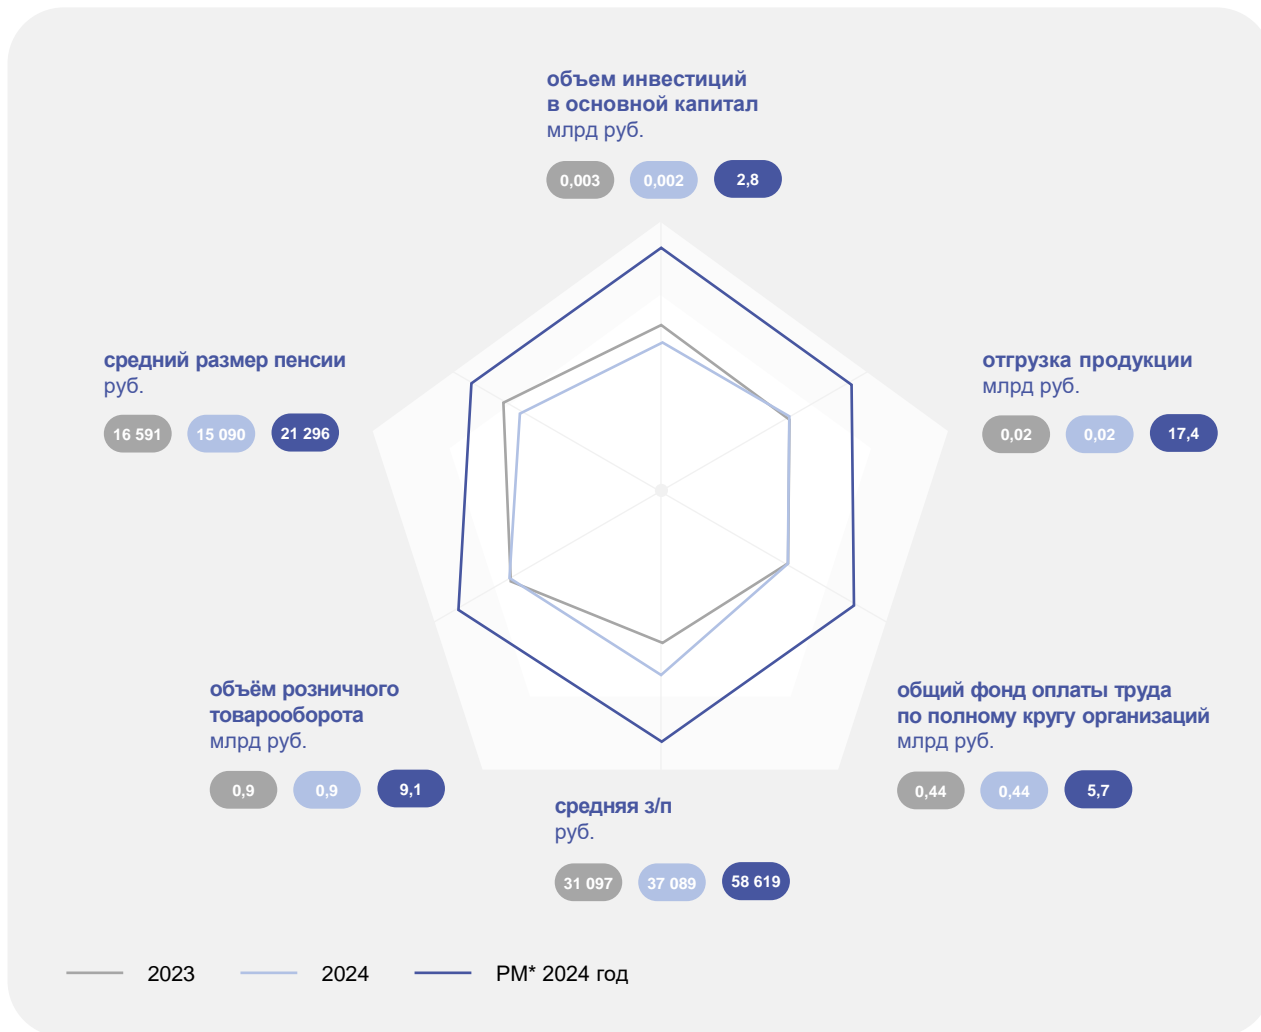 объем инвестиций
в основной капитал
млрд руб.
0,003 0,002 2,8
средний размер пенсии
руб.
16 591 15 090 21 296
отгрузка продукции
млрд руб.
0,02 0,02 17,4
объём розничного
товарооборота
млрд руб.
0,9 0,9 9,1
общий фонд оплаты труда
по полному кругу организаций
млрд руб.
0,44 0,44 5,7
средняя з/п
руб.
31 097 37 089 58 619
2023 2024 РМ* 2024 год